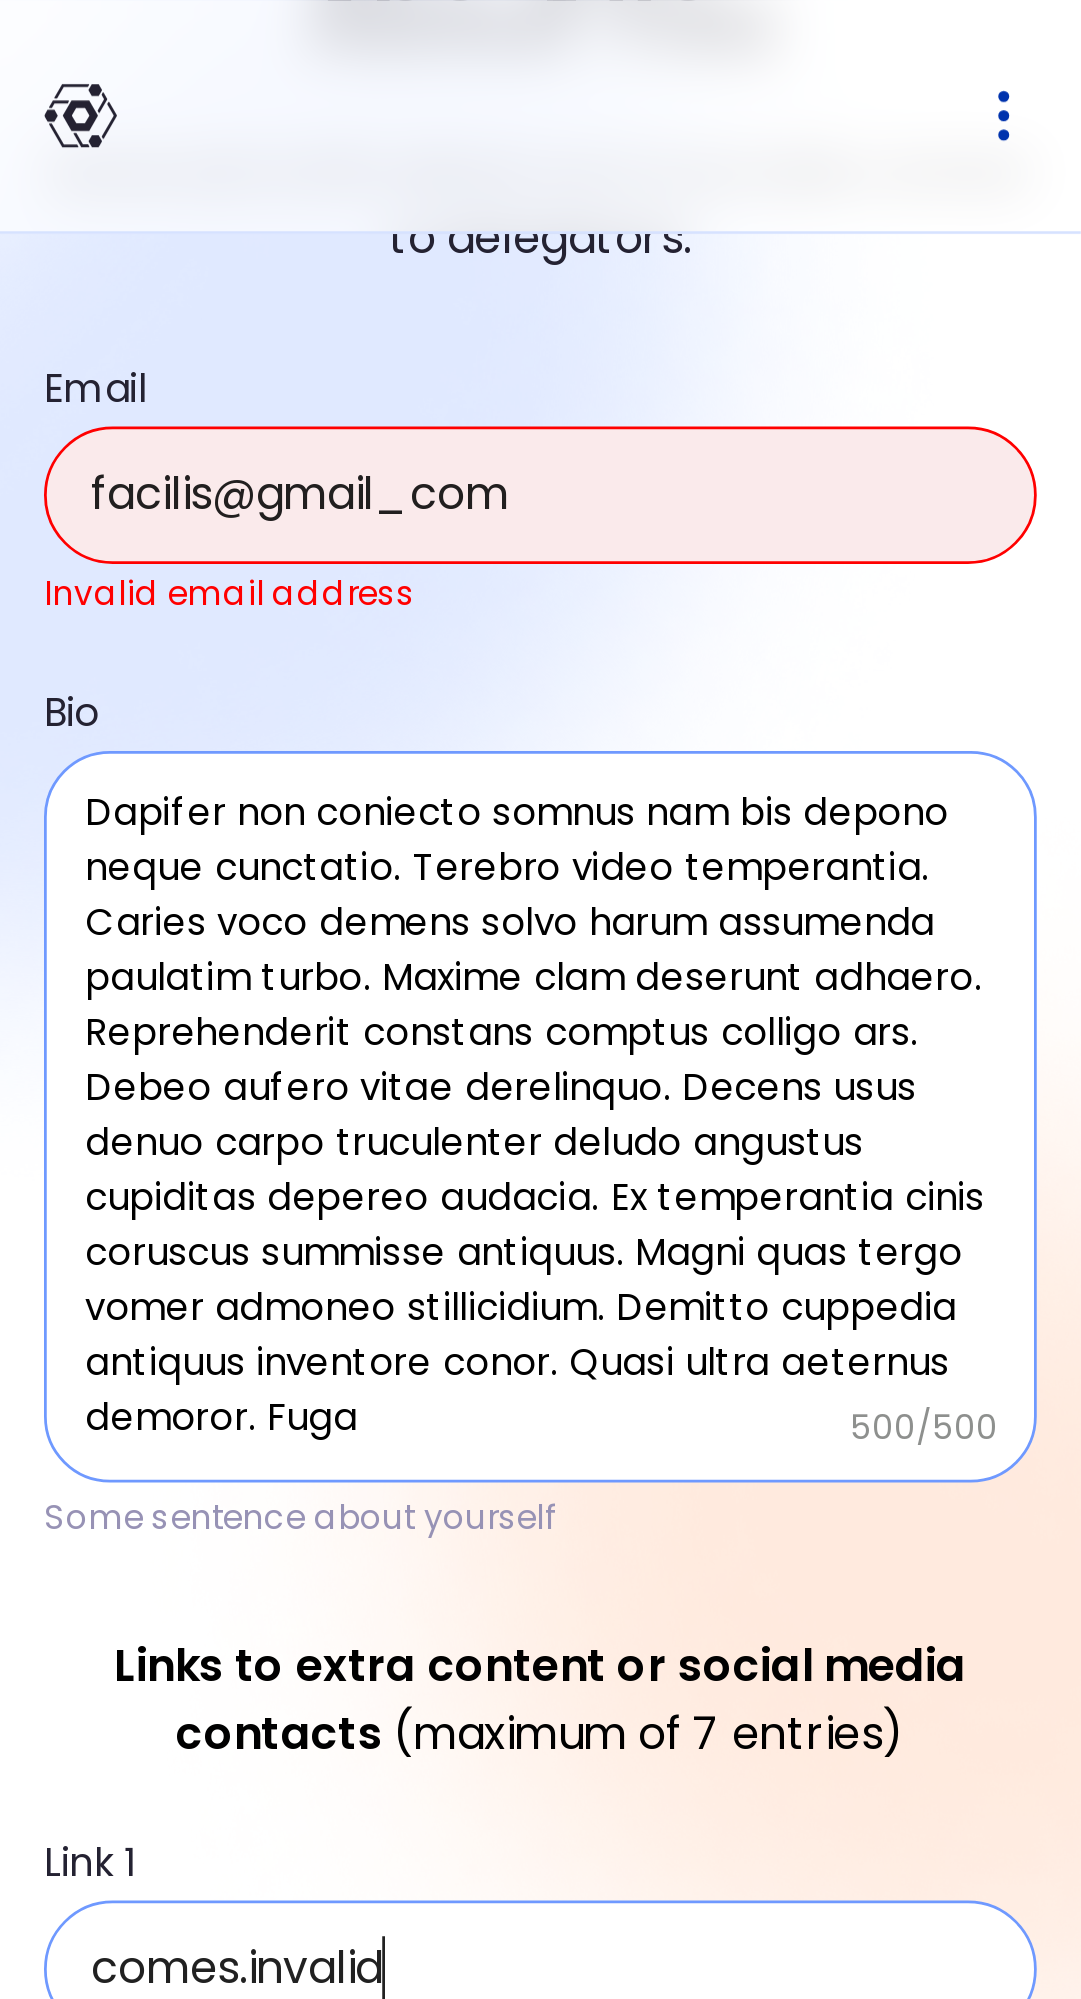 to delegators.
Email
facilis@gmail_com
Invalid email address
Bio
Dapifer non coniecto somnus nam bis depono
neque cunctatio. Terebro video temperantia.
Caries voco demens solvo harum assumenda
paulatim turbo. Maxime clam deserunt adhaero.
Reprehenderit constans comptus colligo ars.
Debeo aufero vitae derelinquo. Decens usus
denuo carpo truculenter deludo angustus
cupiditas depereo audacia. Ex temperantia cinis
coruscus summisse antiquus. Magni quas tergo
vomer admoneo stillicidium. Demitto cuppedia
antiquus inventore conor. Quasi ultra aeternus
demoror. Fuga
500/500
Some sentence about yourself
Links to extra content or social media
contacts (maximum of 7 entries)
Link 1
comes.invalid